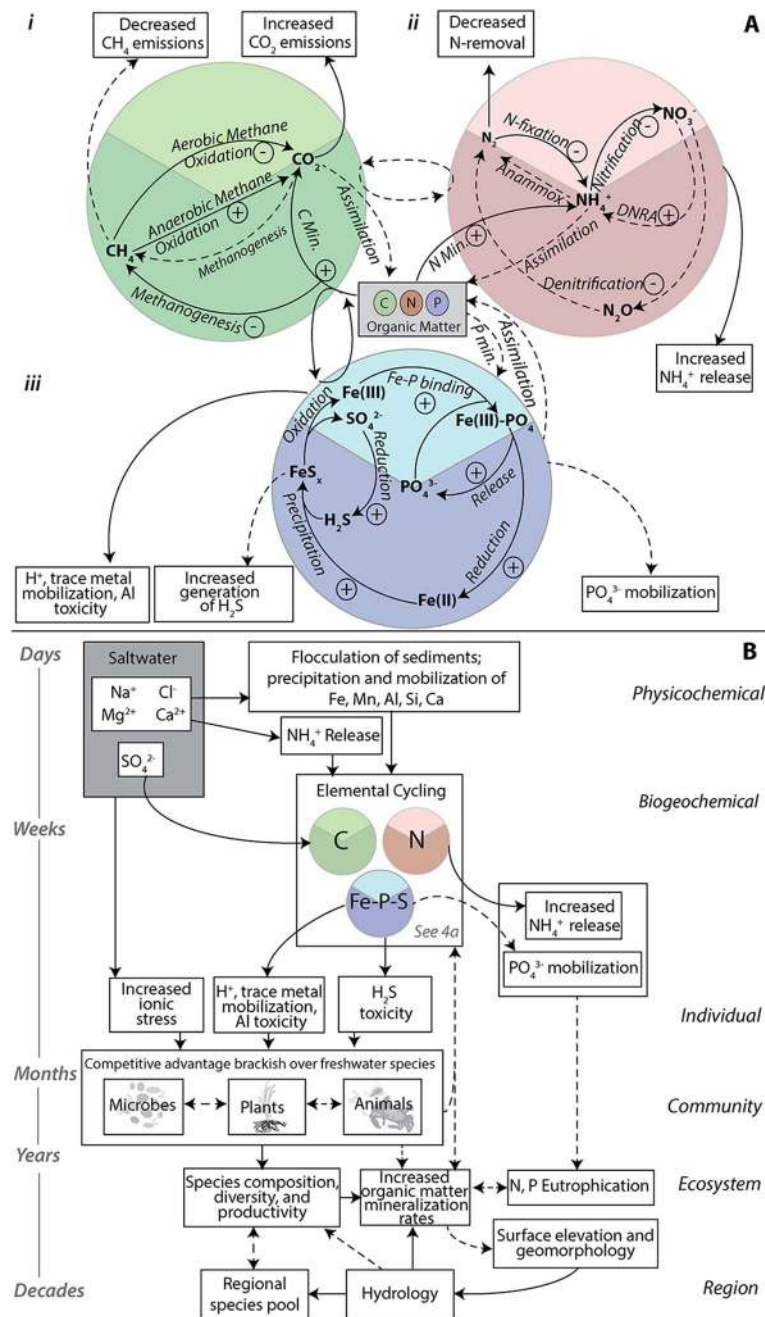 i
Decreased
CH₄ emissions
Increased
CO₂ emissions
ii
Decreased
N-removal
A
Aerobic Methane
Oxidation -
CO₂
Anaerobic Methane
Oxidation +
CH₄
Methanogenesis
C Min.
+
Methanogenesis -
Assimilation
N₂
N-fixation -
Nitrification
-
NO₃⁻
Anammox
NH₄⁺
DNRA +
Assimilation
N Min. +
Denitrification -
N₂O
C N P
Organic Matter
P min.
Assimilation
Increased
NH₄⁺ release
iii
Oxidation
Fe(III)
Fe-P binding
+
SO₄²⁻
Fe(III)-PO₄
Reduction
+
FeSₓ
PO₄³⁻
+
Release
H₂S
Precipitation
+
Reduction
+
Fe(II)
H⁺, trace metal
mobilization, Al
toxicity
Increased
generation
of H₂S
PO₄³⁻ mobilization
B
Days
Saltwater
Na⁺ Cl⁻
Mg²⁺ Ca²⁺
SO₄²⁻
Flocculation of sediments;
precipitation and mobilization of
Fe, Mn, Al, Si, Ca
Physicochemical
NH₄⁺ Release
Elemental Cycling
C N
Fe-P-S
See 4a
Biogeochemical
Weeks
Increased
NH₄⁺ release
PO₄³⁻ mobilization
Increased
ionic
stress
H⁺, trace metal
mobilization,
Al toxicity
H₂S
toxicity
Individual
Months
Competitive advantage brackish over freshwater species
Microbes
Plants
Animals
Community
Years
Species composition,
diversity, and
productivity
Increased
organic matter
mineralization
rates
N, P Eutrophication
Ecosystem
Surface elevation and
geomorphology
Decades
Regional
species pool
Hydrology
Region